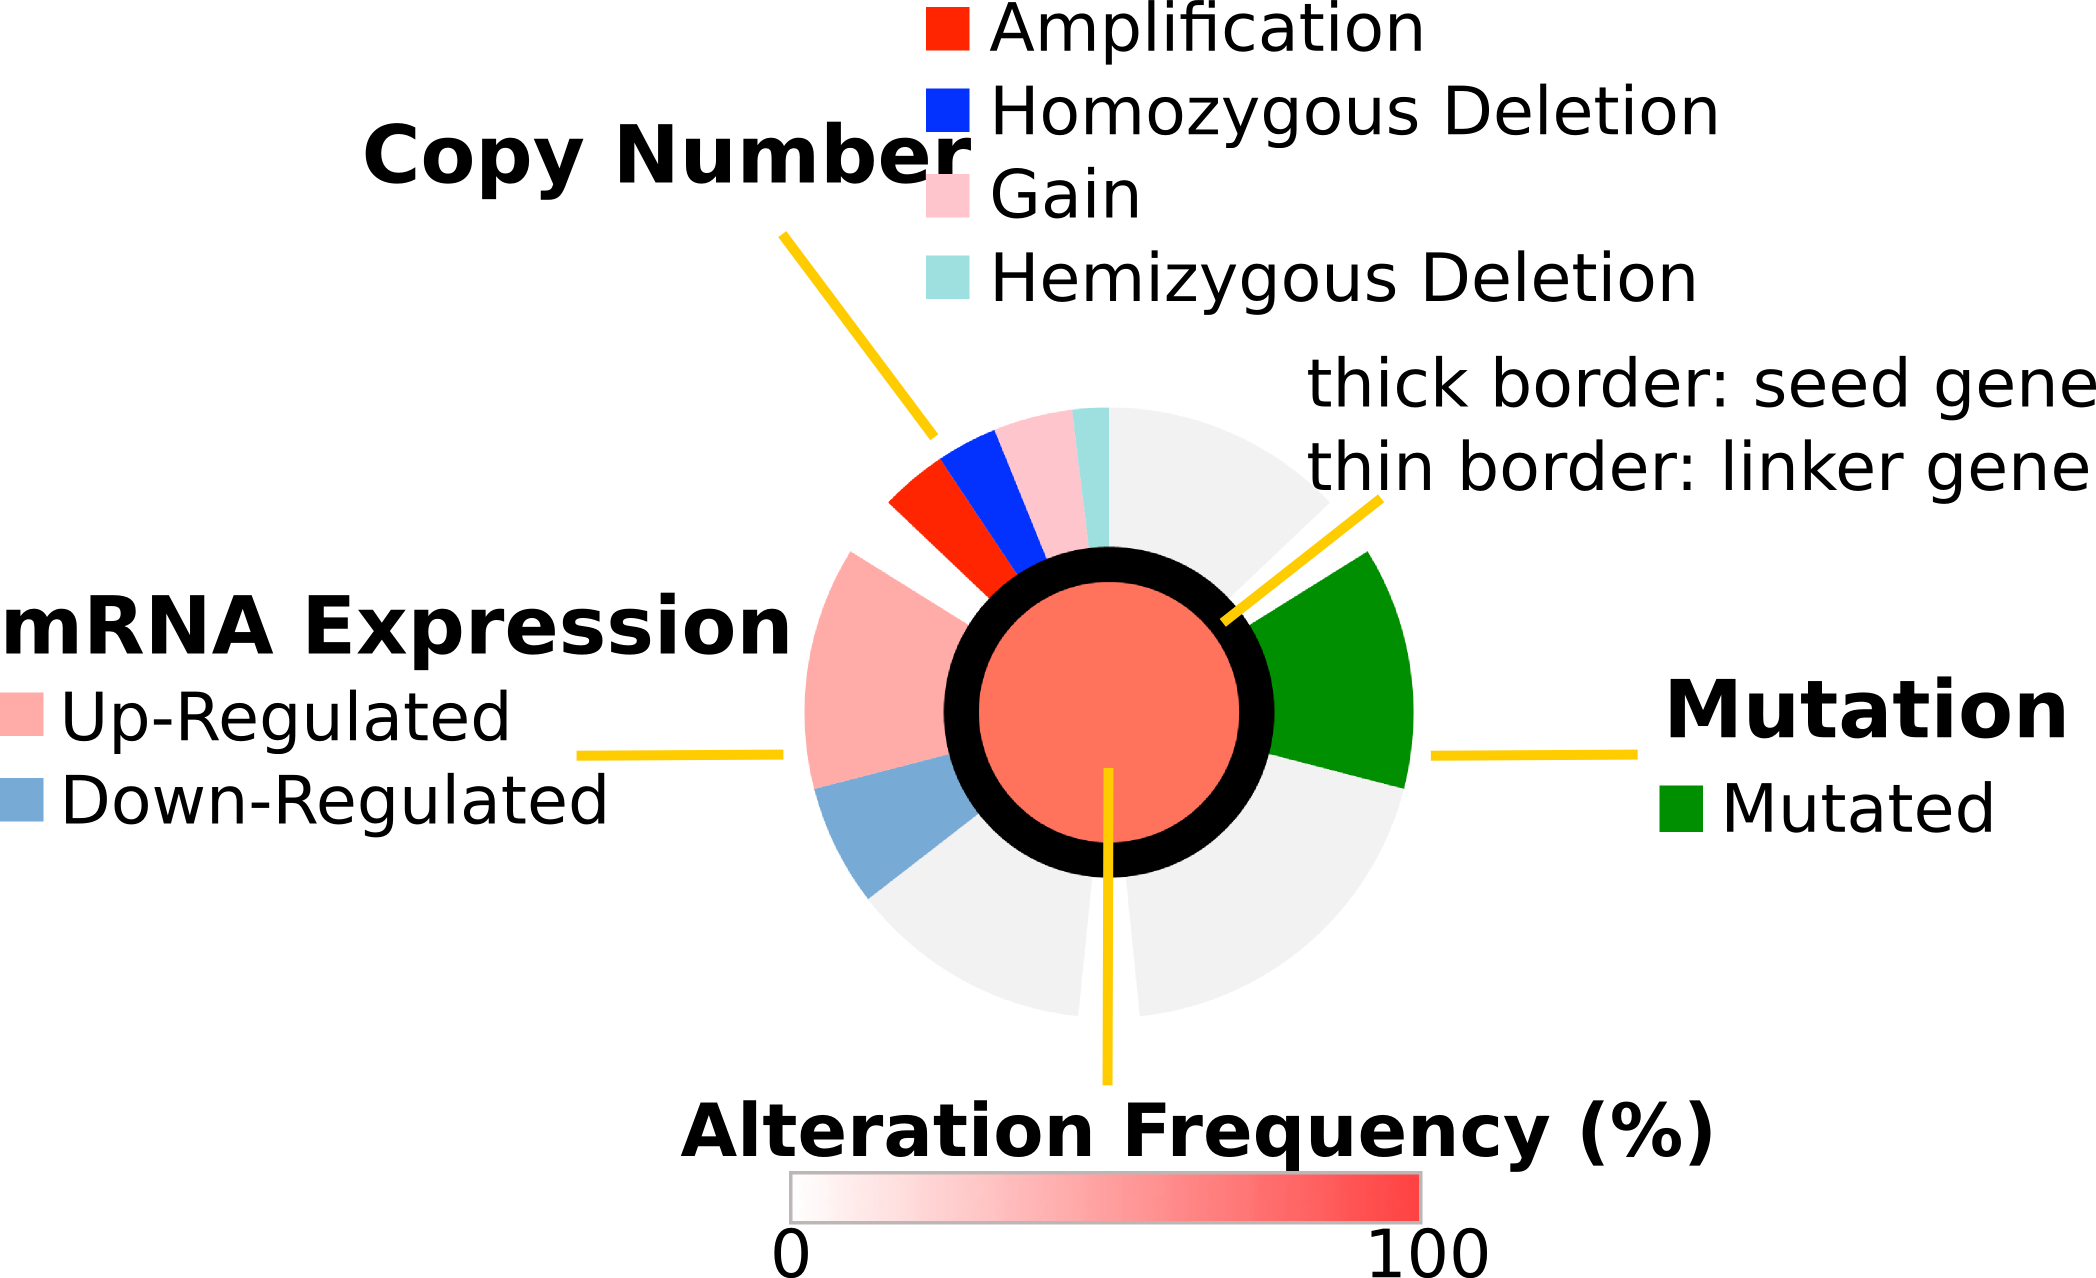 Amplification
Homozygous Deletion
Copy Number
Gain
Hemizygous Deletion
thick border: seed gene
thin border: linker gene
mRNA Expression
Up-Regulated
Down-Regulated
Mutation
Mutated
Alteration Frequency (%)
0 100